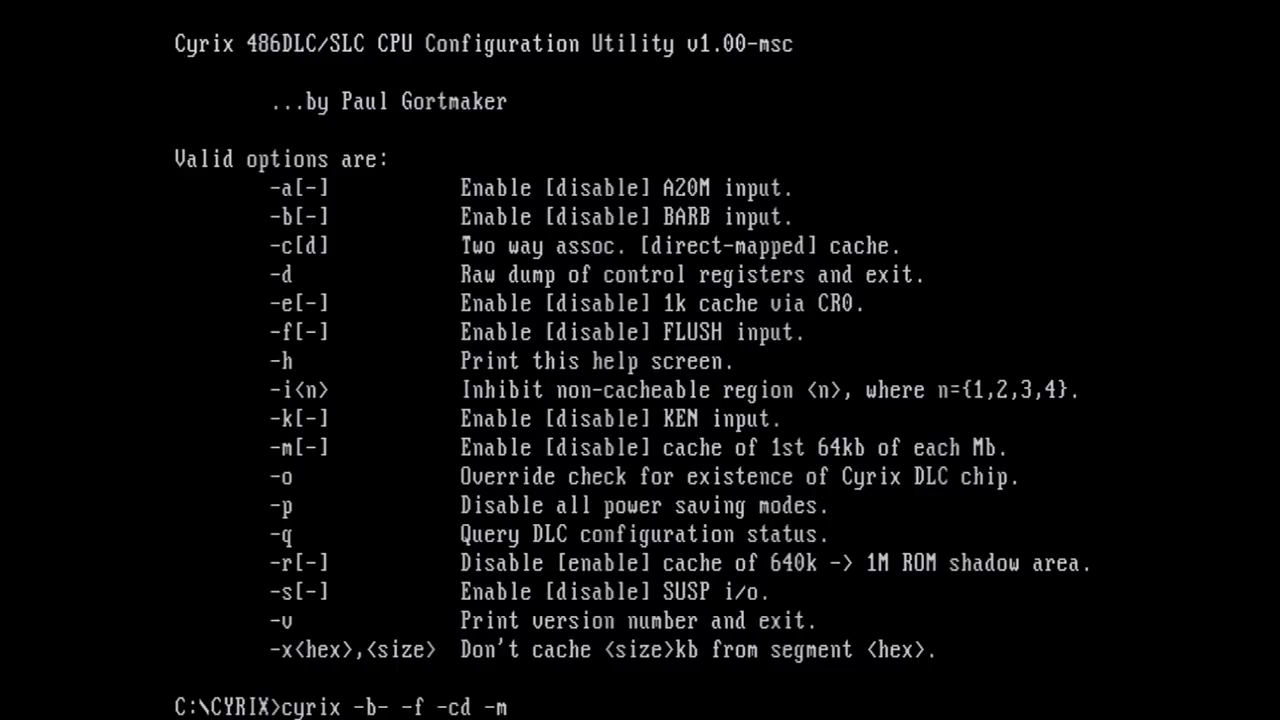 Cyrix 486DLC/SLC CPU Configuration Utility v1.00-msc
...by Paul Gortmaker
Valid options are:
-a[-] Enable [disable] A20M input.
-b[-] Enable [disable] BARB input.
-c[d] Two way assoc. [direct-mapped] cache.
-d Raw dump of control registers and exit.
-e[-] Enable [disable] 1k cache via CR0.
-f[-] Enable [disable] FLUSH input.
-h Print this help screen.
-i<n> Inhibit non-cacheable region <n>, where n={1,2,3,4}.
-k[-] Enable [disable] KEN input.
-m[-] Enable [disable] cache of 1st 64kb of each Mb.
-o Override check for existence of Cyrix DLC chip.
-p Disable all power saving modes.
-q Query DLC configuration status.
-r[-] Disable [enable] cache of 640k -> 1M ROM shadow area.
-s[-] Enable [disable] SUSP i/o.
-v Print version number and exit.
-x<hex>,<size> Don't cache <size>kb from segment <hex>.
C:\CYRIX>cyrix -b- -f -cd -m